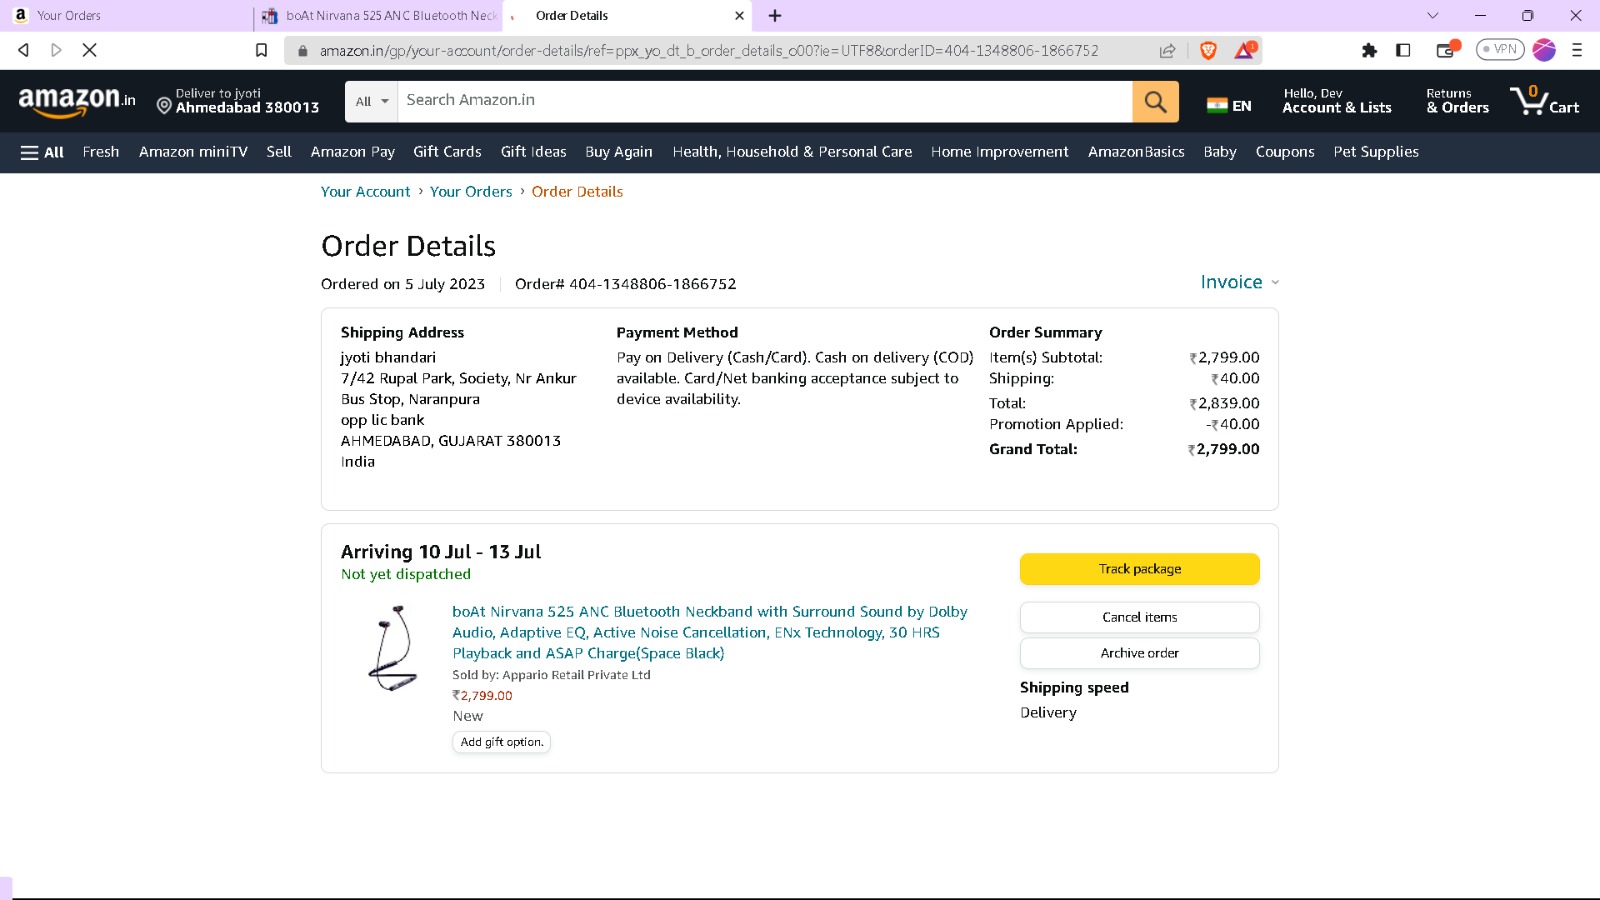 Your Orders
boAt Nirvana 525 ANC Bluetooth Neck
Order Details
amazon.in/gp/your-account/order-details/ref=ppx_yo_dt_b_order_details_o00?ie=UTF8&orderID=404-1348806-1866752
1
VPN
amazon.in
Deliver to jyoti
Ahmedabad 380013
All
Search Amazon.in
EN
Hello, Dev
Account & Lists
Returns
& Orders
0
Cart
All Fresh Amazon miniTV Sell Amazon Pay Gift Cards Gift Ideas Buy Again Health, Household & Personal Care Home Improvement AmazonBasics Baby Coupons Pet Supplies
Your Account › Your Orders › Order Details
Order Details
Ordered on 5 July 2023 Order# 404-1348806-1866752
Invoice
Shipping Address
jyoti bhandari
7/42 Rupal Park, Society, Nr Ankur
Bus Stop, Naranpura
opp lic bank
AHMEDABAD, GUJARAT 380013
India
Payment Method
Pay on Delivery (Cash/Card). Cash on delivery (COD)
available. Card/Net banking acceptance subject to
device availability.
Order Summary
Item(s) Subtotal: ₹2,799.00
Shipping: ₹40.00
Total: ₹2,839.00
Promotion Applied: -₹40.00
Grand Total: ₹2,799.00
Arriving 10 Jul - 13 Jul
Not yet dispatched
boAt Nirvana 525 ANC Bluetooth Neckband with Surround Sound by Dolby
Audio, Adaptive EQ, Active Noise Cancellation, ENx Technology, 30 HRS
Playback and ASAP Charge(Space Black)
Sold by: Appario Retail Private Ltd
₹2,799.00
New
Add gift option.
Track package
Cancel items
Archive order
Shipping speed
Delivery